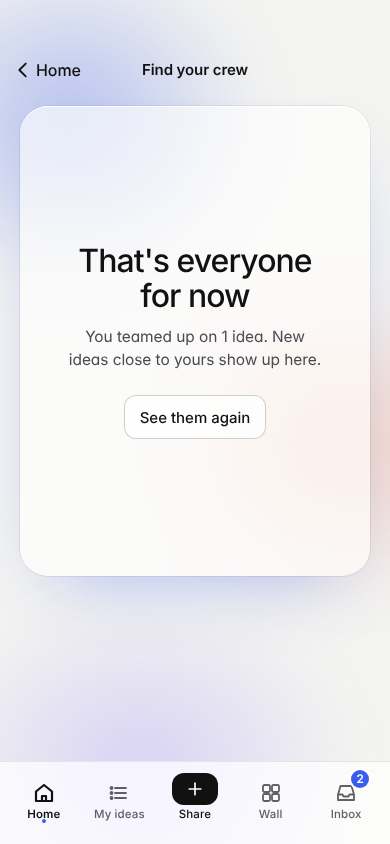 Home
Find your crew
That's everyone
for now
You teamed up on 1 idea. New
ideas close to yours show up here.
See them again
2
Home
My ideas
Share
Wall
Inbox